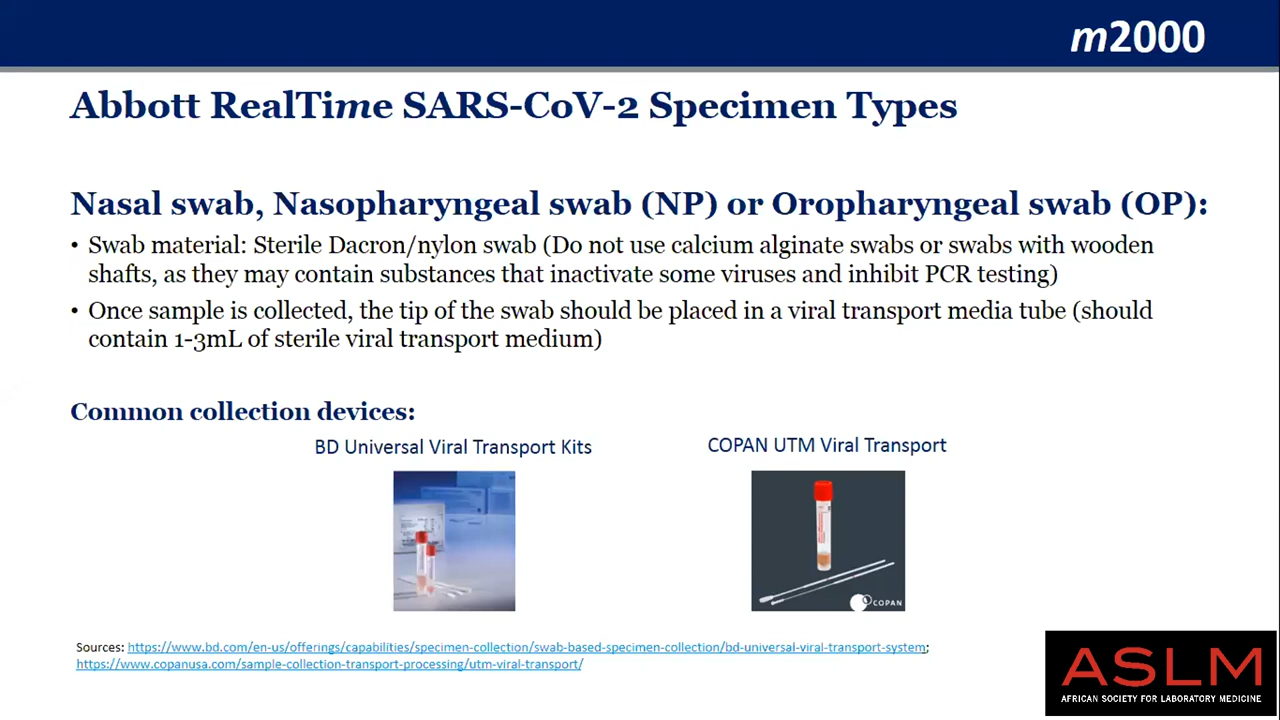 m2000
Abbott RealTime SARS-CoV-2 Specimen Types
Nasal swab, Nasopharyngeal swab (NP) or Oropharyngeal swab (OP):
• Swab material: Sterile Dacron/nylon swab (Do not use calcium alginate swabs or swabs with wooden
shafts, as they may contain substances that inactivate some viruses and inhibit PCR testing)
• Once sample is collected, the tip of the swab should be placed in a viral transport media tube (should
contain 1-3mL of sterile viral transport medium)
Common collection devices:
BD Universal Viral Transport Kits
COPAN UTM Viral Transport
COPAN
Sources: https://www.bd.com/en-us/offerings/capabilities/specimen-collection/swab-based-specimen-collection/bd-universal-viral-transport-system;
https://www.copanusa.com/sample-collection-transport-processing/utm-viral-transport/
ASLM
AFRICAN SOCIETY FOR LABORATORY MEDICINE